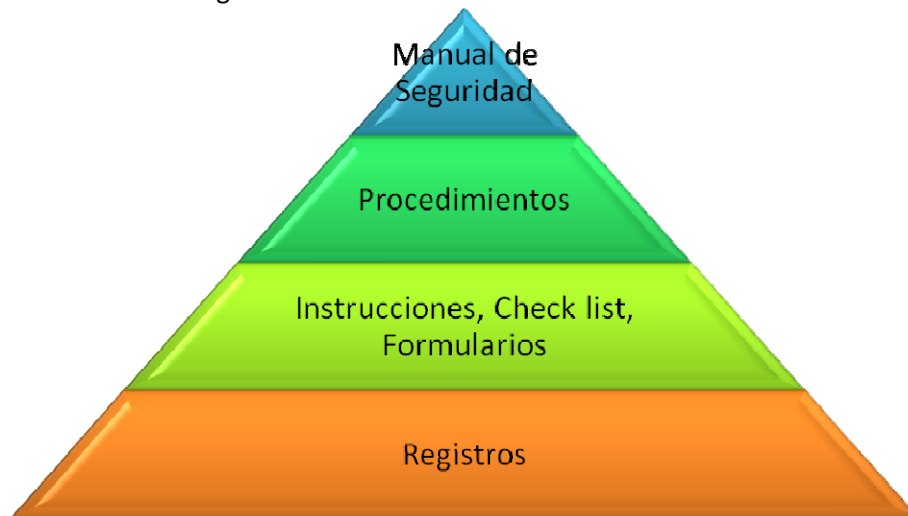 Manual de
Seguridad
Procedimientos
Instrucciones, Check list,
Formularios
Registros